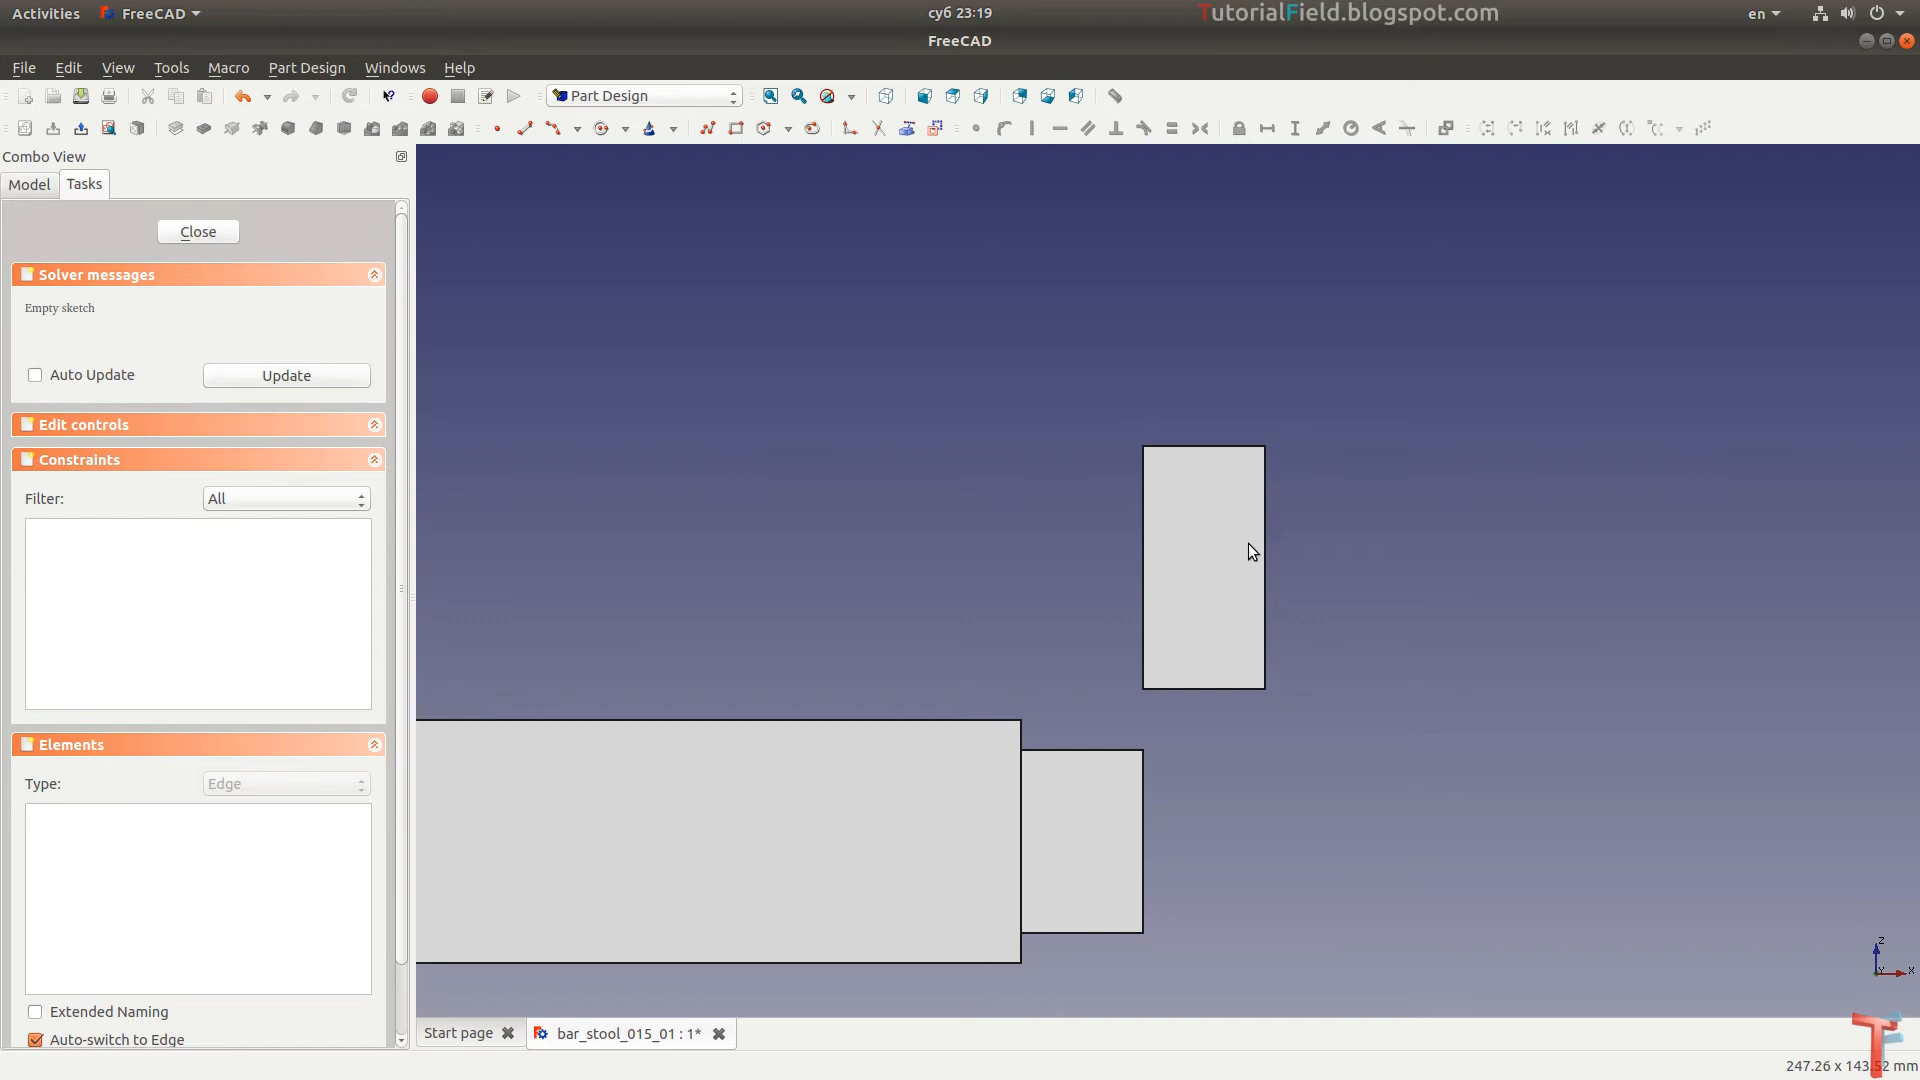 Activities
FreeCAD
суб 23:19
TutorialField.blogspot.com
en
FreeCAD
File Edit View Tools Macro Part Design Windows Help
Part Design
Combo View
Model Tasks
Close
Solver messages
Empty sketch
Auto Update
Update
Edit controls
Constraints
Filter:
All
Elements
Type:
Edge
Extended Naming
Auto-switch to Edge
Start page
bar_stool_015_01 : 1*
Z
Y
X
TF
247.26 x 143.52 mm